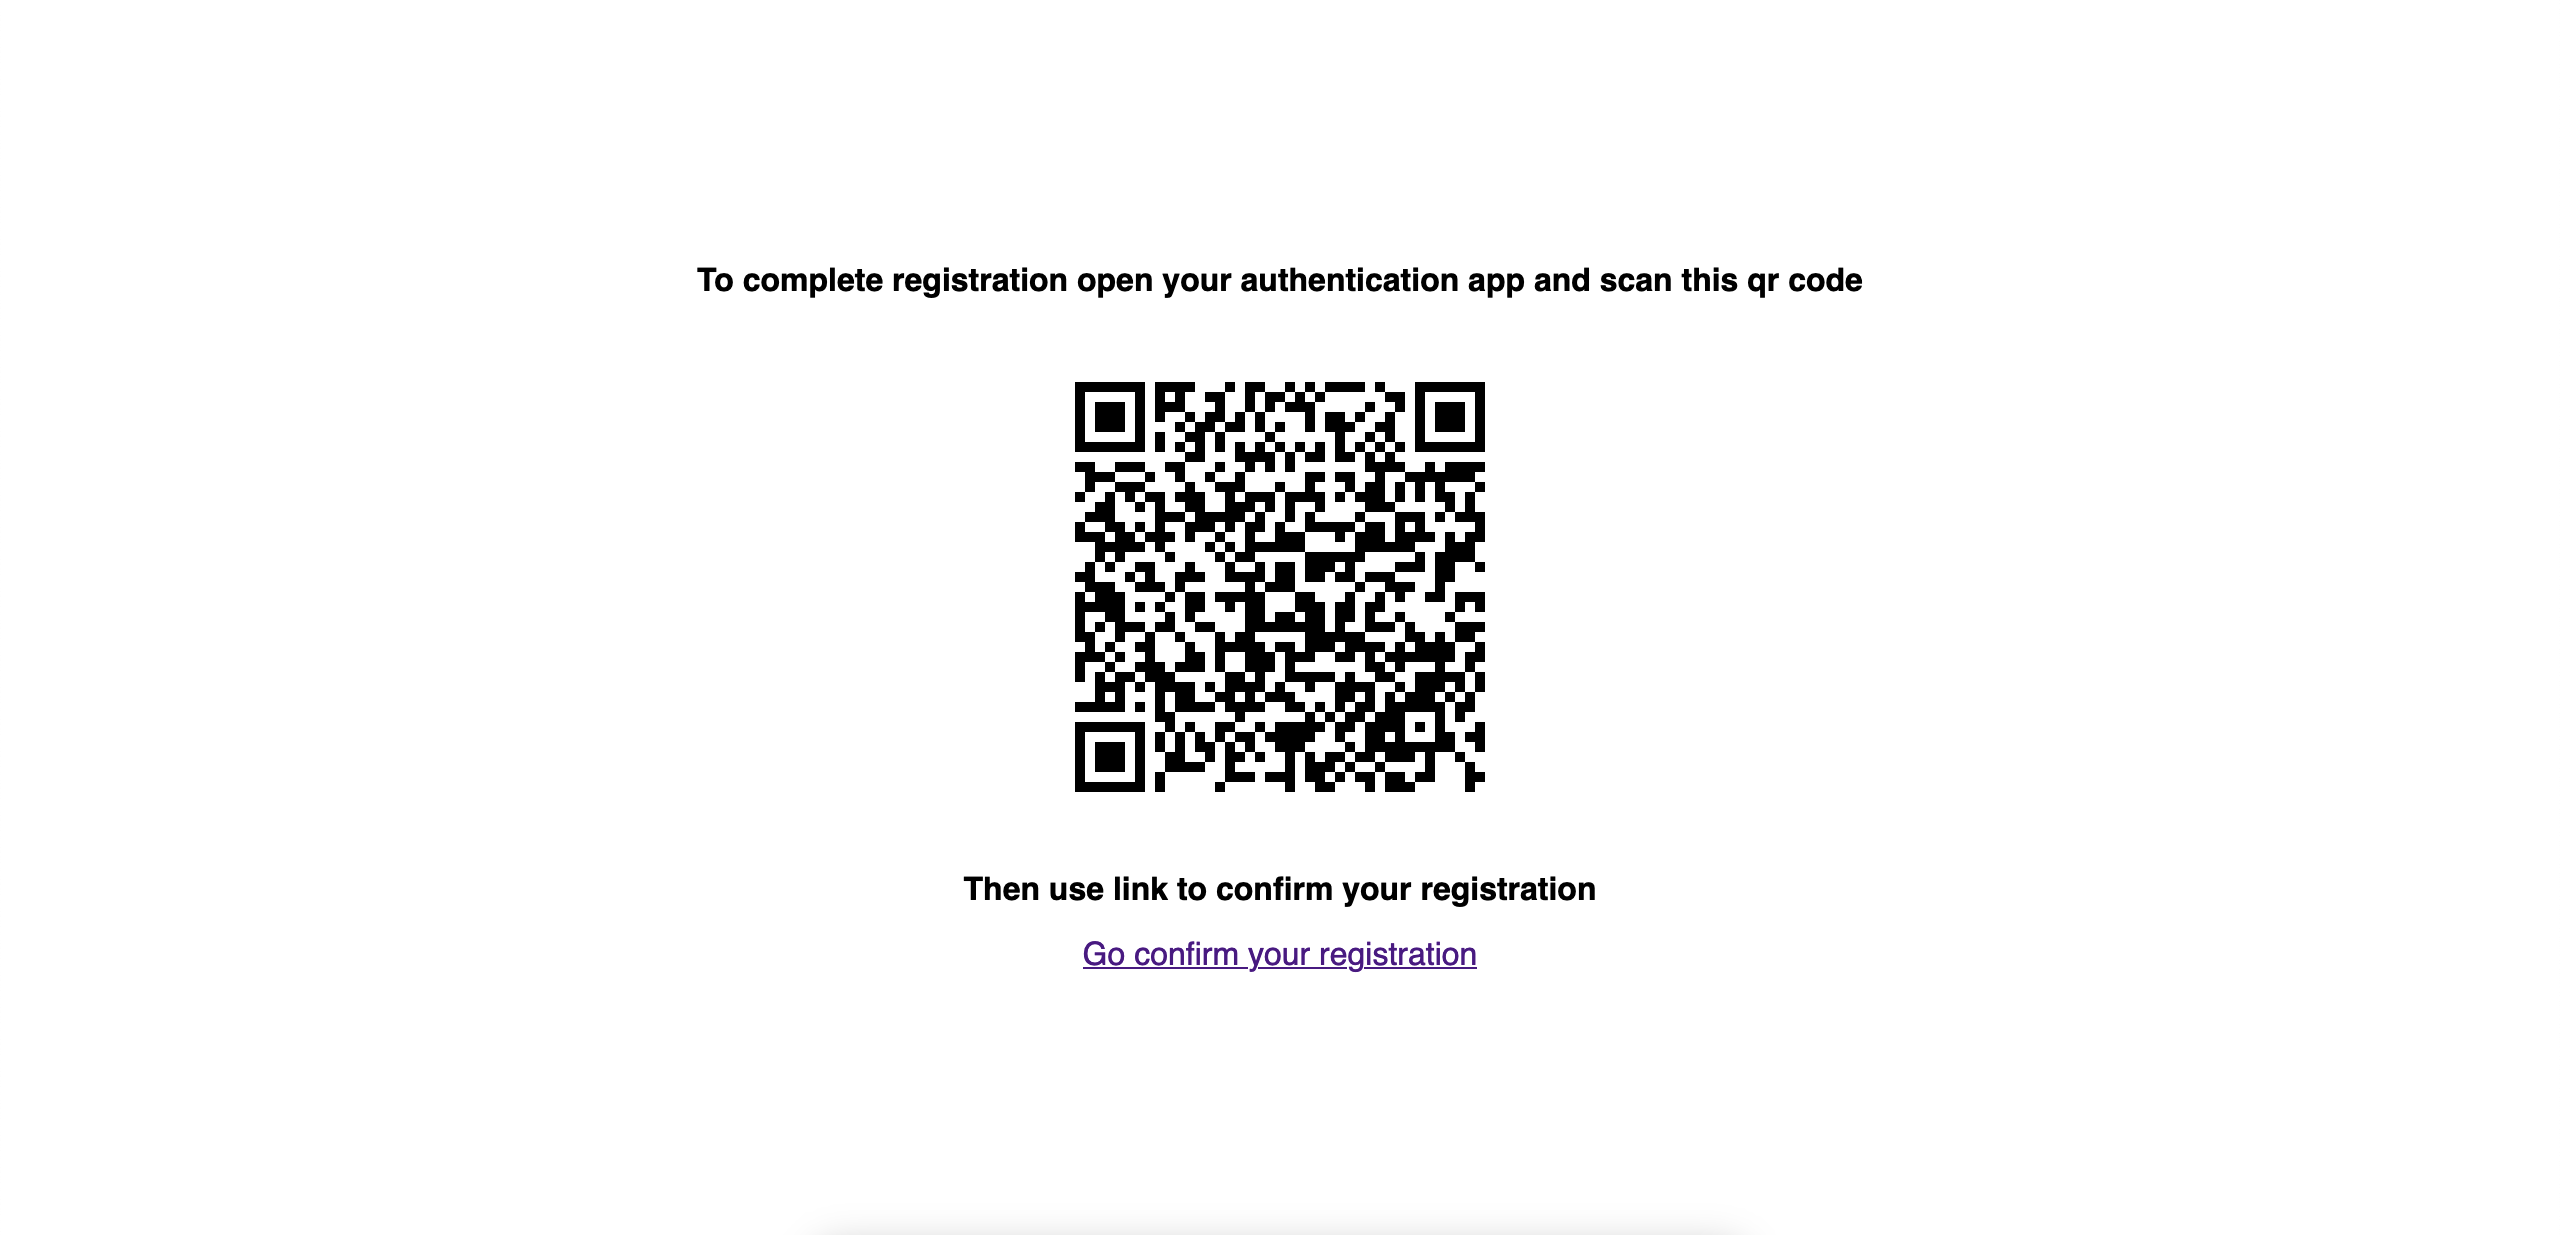 To complete registration open your authentication app and scan this qr code
Then use link to confirm your registration
Go confirm your registration